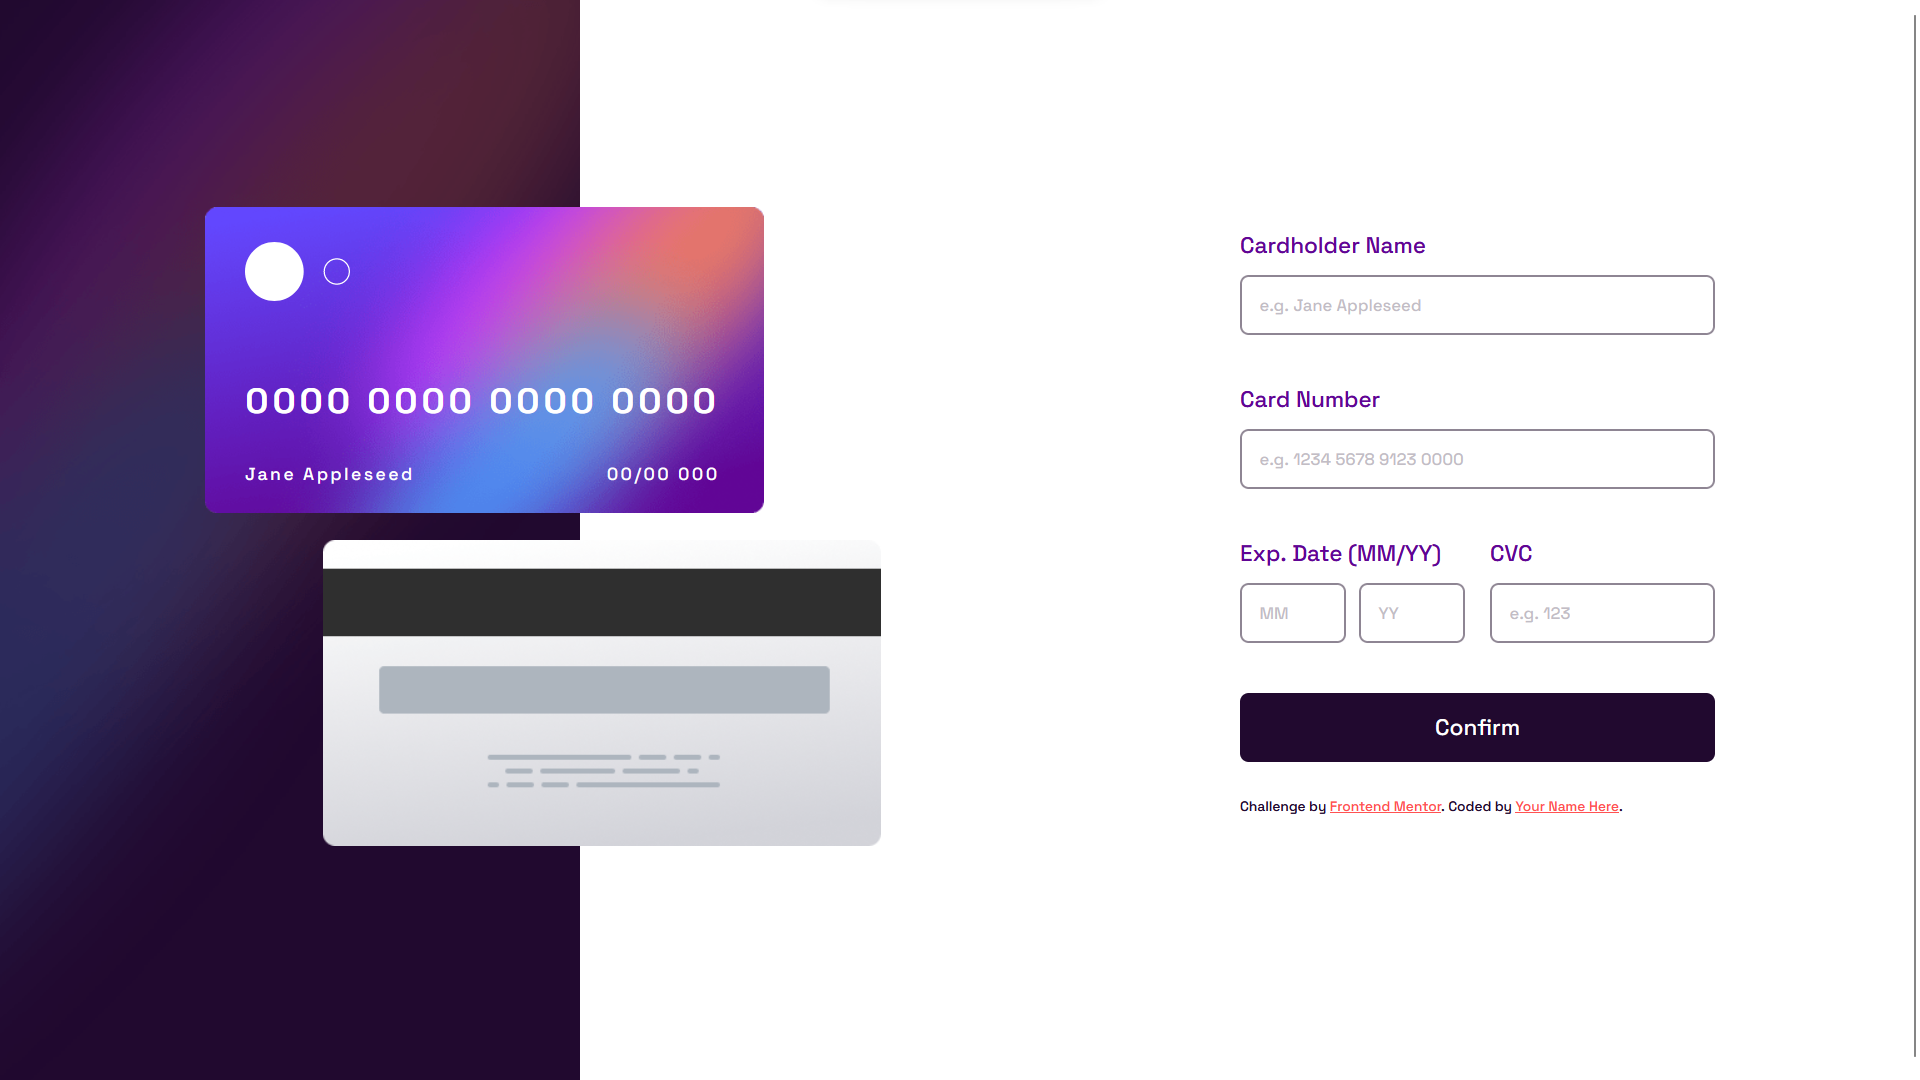 0000 0000 0000 0000
Jane Appleseed 00/00 000
Cardholder Name
e.g. Jane Appleseed
Card Number
e.g. 1234 5678 9123 0000
Exp. Date (MM/YY) CVC
MM YY e.g. 123
Confirm
Challenge by Frontend Mentor. Coded by Your Name Here.